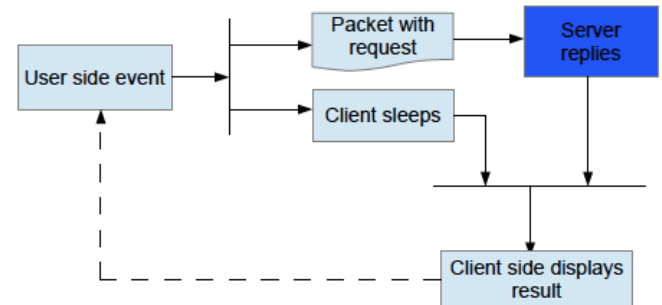 Packet with
request
Server
replies
User side event
Client sleeps
Client side displays
result